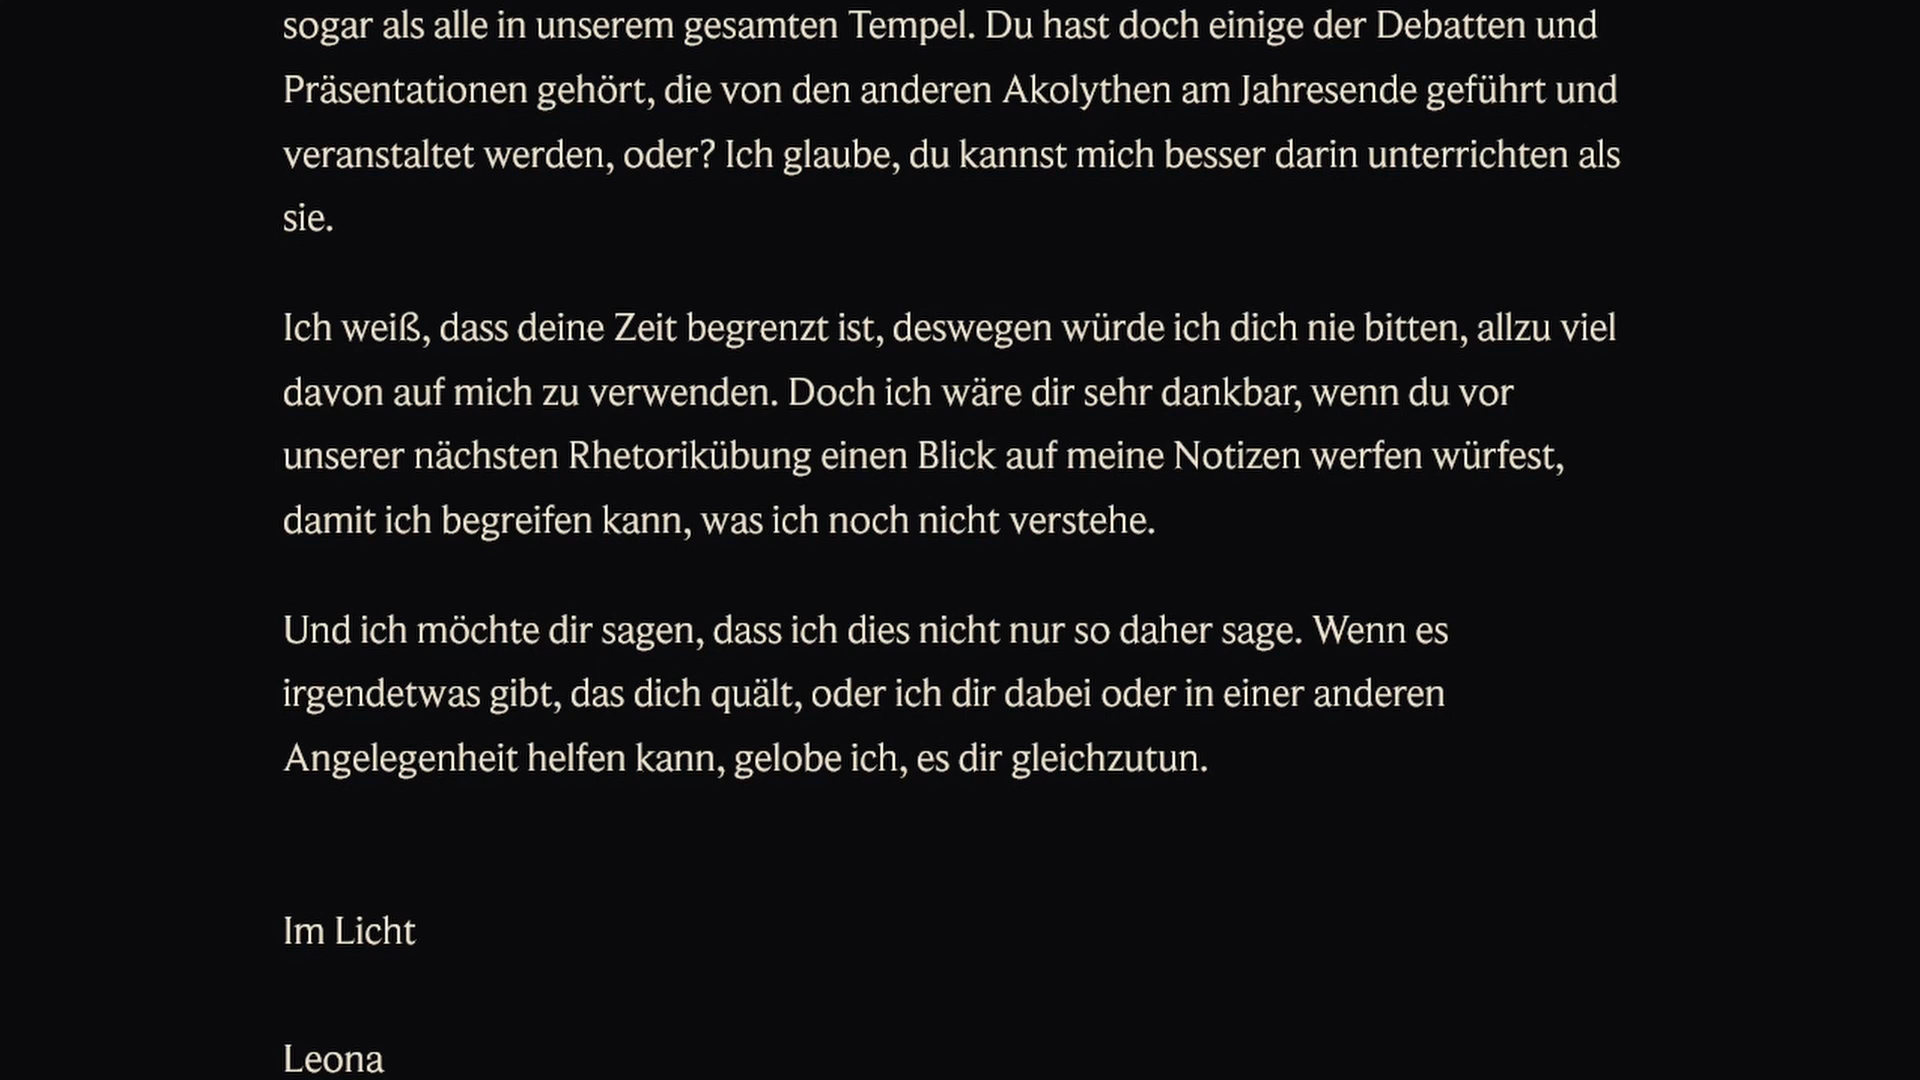 sogar als alle in unserem gesamten Tempel. Du hast doch einige der Debatten und
Präsentationen gehört, die von den anderen Akolythen am Jahresende geführt und
veranstaltet werden, oder? Ich glaube, du kannst mich besser darin unterrichten als
sie.
Ich weiß, dass deine Zeit begrenzt ist, deswegen würde ich dich nie bitten, allzu viel
davon auf mich zu verwenden. Doch ich wäre dir sehr dankbar, wenn du vor
unserer nächsten Rhetorikübung einen Blick auf meine Notizen werfen würfest,
damit ich begreifen kann, was ich noch nicht verstehe.
Und ich möchte dir sagen, dass ich dies nicht nur so daher sage. Wenn es
irgendetwas gibt, das dich quält, oder ich dir dabei oder in einer anderen
Angelegenheit helfen kann, gelobe ich, es dir gleichzutun.
Im Licht
Leona